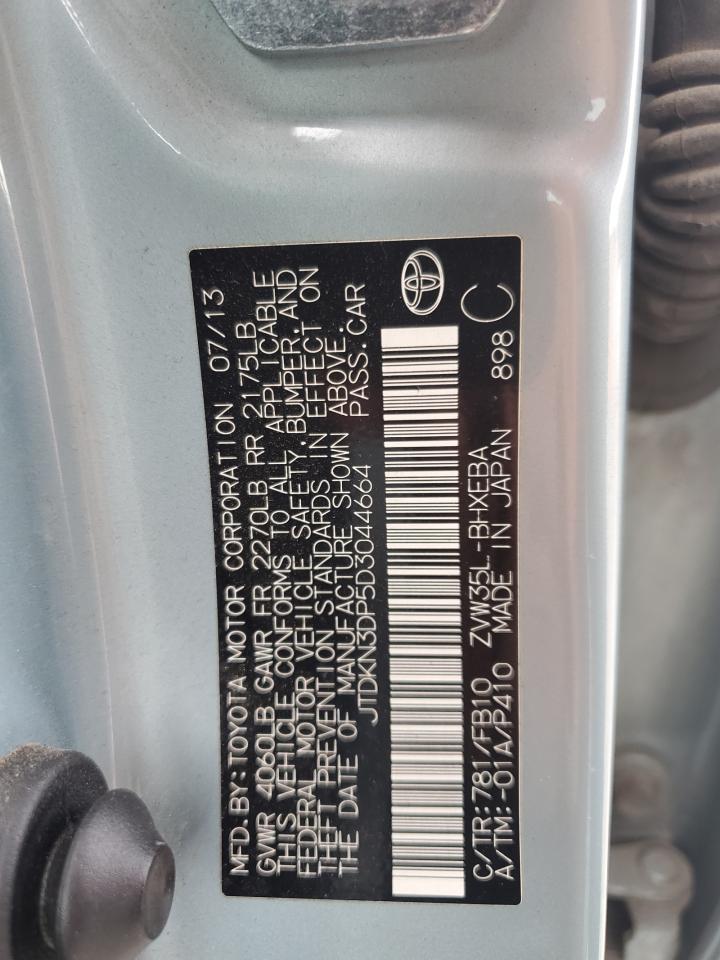 MFD. BY: TOYOTA MOTOR CORPORATION 07/13
GVWR 4060LB GAWR FR 2270LB RR 2175LB
THIS VEHICLE CONFORMS TO ALL APPLICABLE
FEDERAL MOTOR VEHICLE SAFETY, BUMPER, AND
THEFT PREVENTION STANDARDS IN EFFECT ON
THE DATE OF MANUFACTURE SHOWN ABOVE.
JTDKN3DP5D3044664 PASS. CAR
C/TR: 781/FB10 ZVW35L-BHXEBA
A/TM: -01A/P410 MADE IN JAPAN 898 C